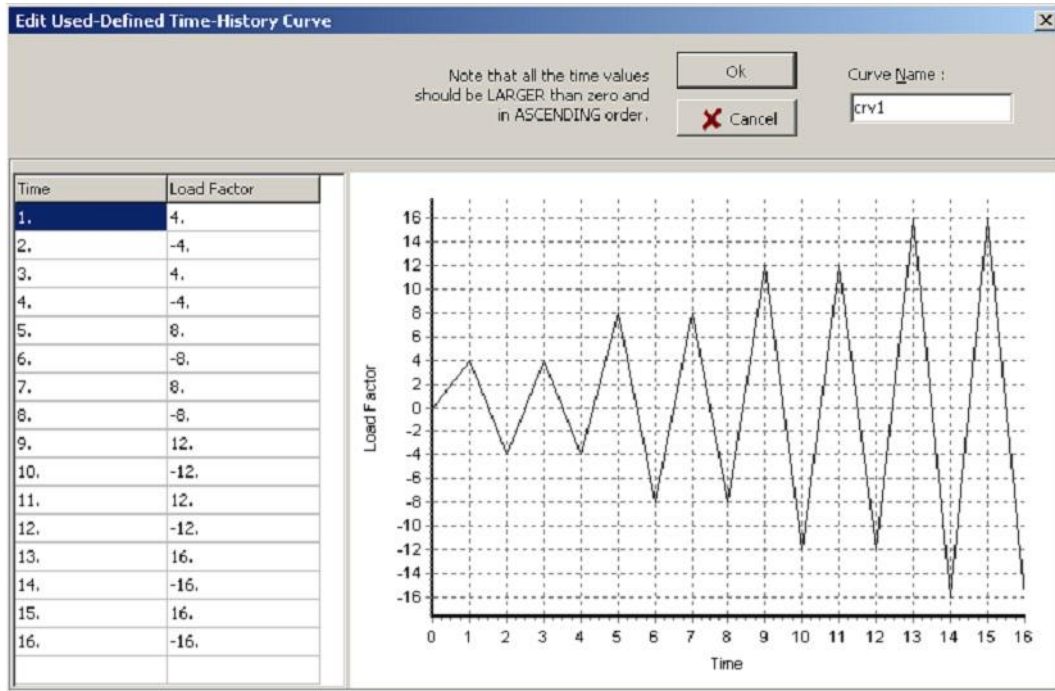 Edit Used-Defined Time-History Curve
Note that all the time values
should be LARGER than zero and
in ASCENDING order.
Ok
Cancel
Curve Name :
crv1
Time Load Factor
1. 4.
2. -4.
3. 4.
4. -4.
5. 8.
6. -8.
7. 8.
8. -8.
9. 12.
10. -12.
11. 12.
12. -12.
13. 16.
14. -16.
15. 16.
16. -16.
Load Factor
16
14
12
10
8
6
4
2
0
-2
-4
-6
-8
-10
-12
-14
-16
0 1 2 3 4 5 6 7 8 9 10 11 12 13 14 15 16
Time